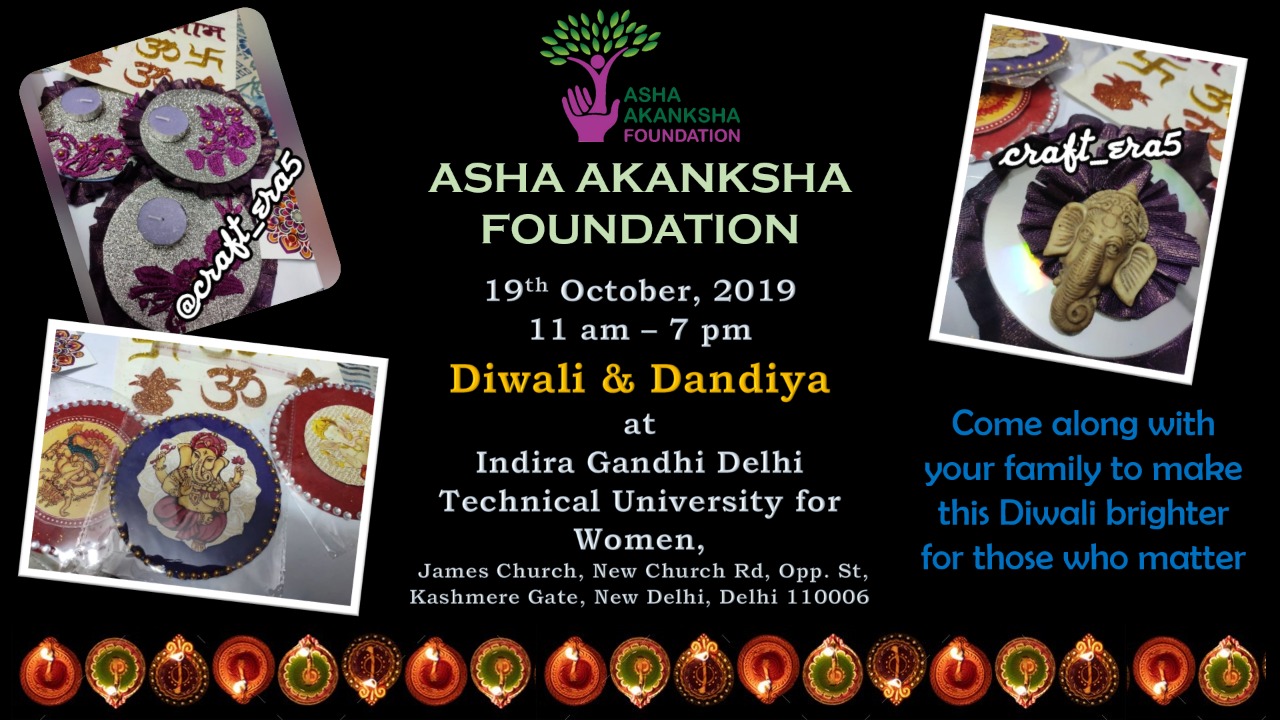 ASHA
AKANKSHA
FOUNDATION
ASHA AKANKSHA
FOUNDATION
19th October, 2019
11 am – 7 pm
Diwali & Dandiya
at
Indira Gandhi Delhi
Technical University for
Women,
James Church, New Church Rd, Opp. St,
Kashmere Gate, New Delhi, Delhi 110006
@craft_era5
craft_era5
Come along with
your family to make
this Diwali brighter
for those who matter
ॐ
ॐ